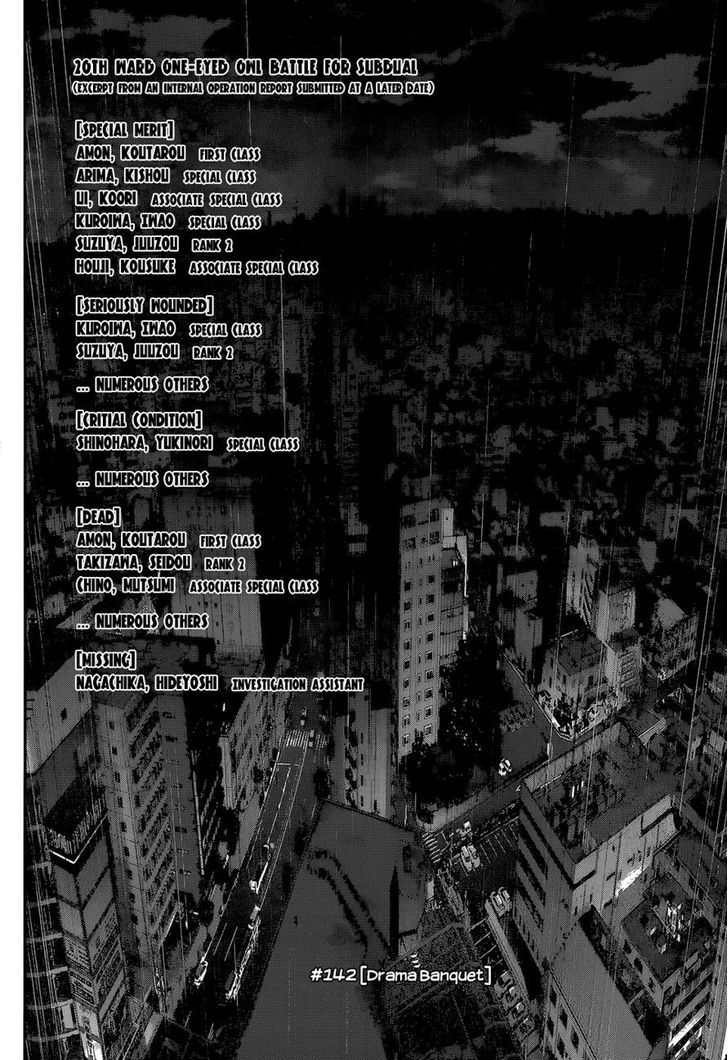 20TH WARD ONE-EYED OWL BATTLE FOR SUBDUAL
(EXCERPT FROM AN INTERNAL OPERATION REPORT SUBMITTED AT A LATER DATE)
[SPECIAL MERIT]
AMON, KOUTAROU FIRST CLASS
ARIMA, KISHOU SPECIAL CLASS
UI, KOORI ASSOCIATE SPECIAL CLASS
KUROIWA, IWAO SPECIAL CLASS
SUZUYA, JUUZOU RANK 2
HOUJI, KOUSUKE ASSOCIATE SPECIAL CLASS
[SERIOUSLY WOUNDED]
KUROIWA, IWAO SPECIAL CLASS
SUZUYA, JUUZOU RANK 2
... NUMEROUS OTHERS
[CRITIAL CONDITION]
SHINOHARA, YUKINORI SPECIAL CLASS
... NUMEROUS OTHERS
[DEAD]
AMON, KOUTAROU FIRST CLASS
TAKIZAWA, SEIDOU RANK 2
CHINO, MUTSUMI ASSOCIATE SPECIAL CLASS
... NUMEROUS OTHERS
[MISSING]
NAGACHIKA, HIDEYOSHI INVESTIGATION ASSISTANT
#142 [Drama Banquet]